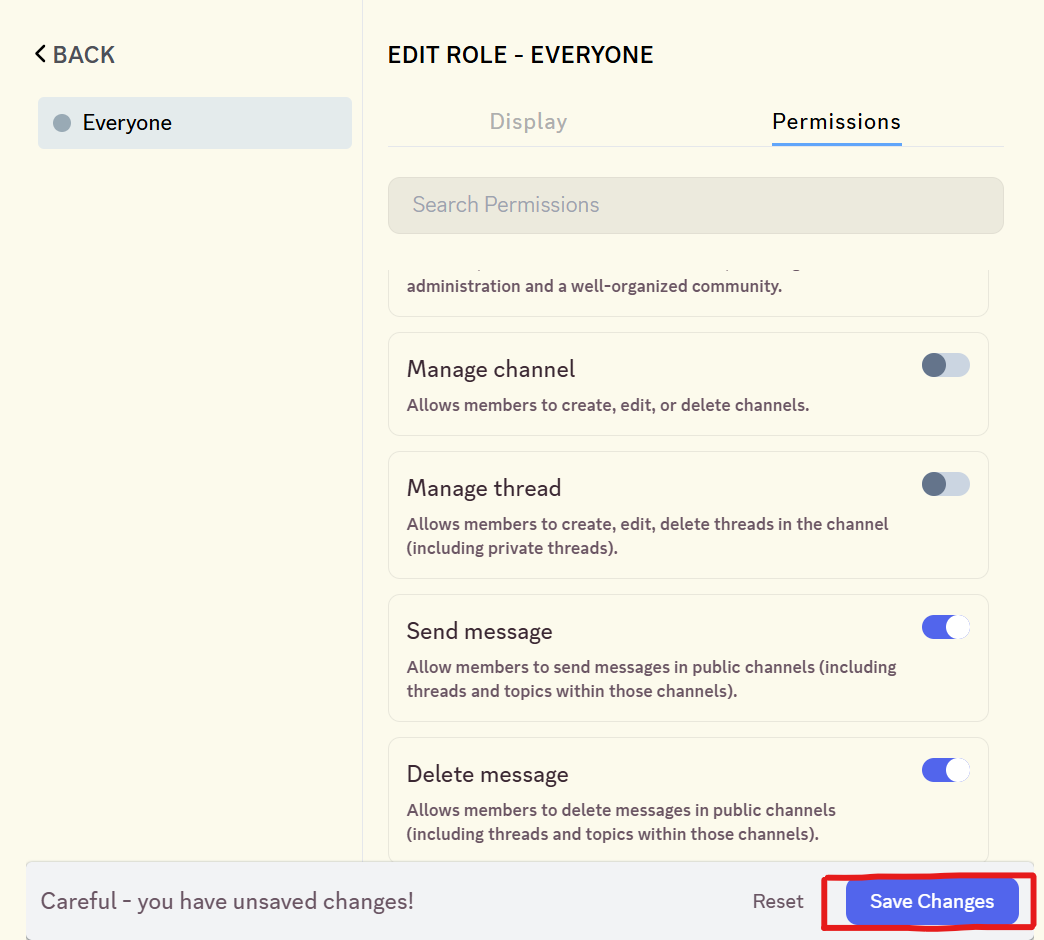 BACK
EDIT ROLE - EVERYONE
Everyone
Display
Permissions
Search Permissions
administration and a well-organized community.
Manage channel
Allows members to create, edit, or delete channels.
Manage thread
Allows members to create, edit, delete threads in the channel
(including private threads).
Send message
Allow members to send messages in public channels (including
threads and topics within those channels).
Delete message
Allows members to delete messages in public channels
(including threads and topics within those channels).
Careful - you have unsaved changes!
Reset
Save Changes